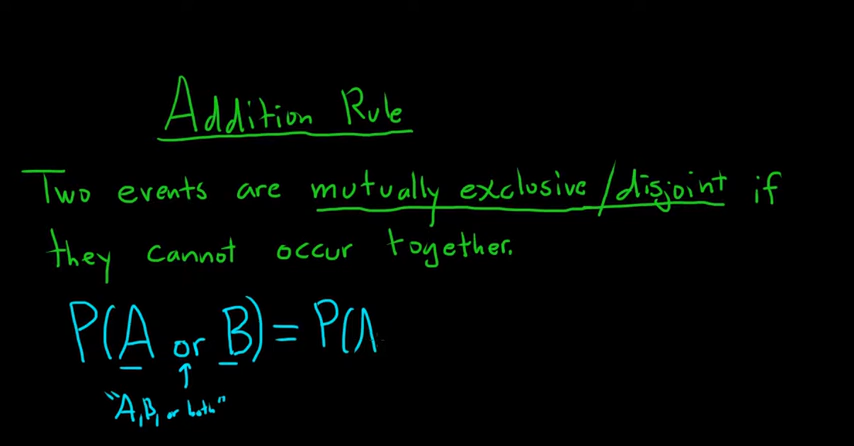 Addition Rule
Two events are mutually exclusive/disjoint if
they cannot occur together.
P(A or B) = P(A
"A, B, or both"